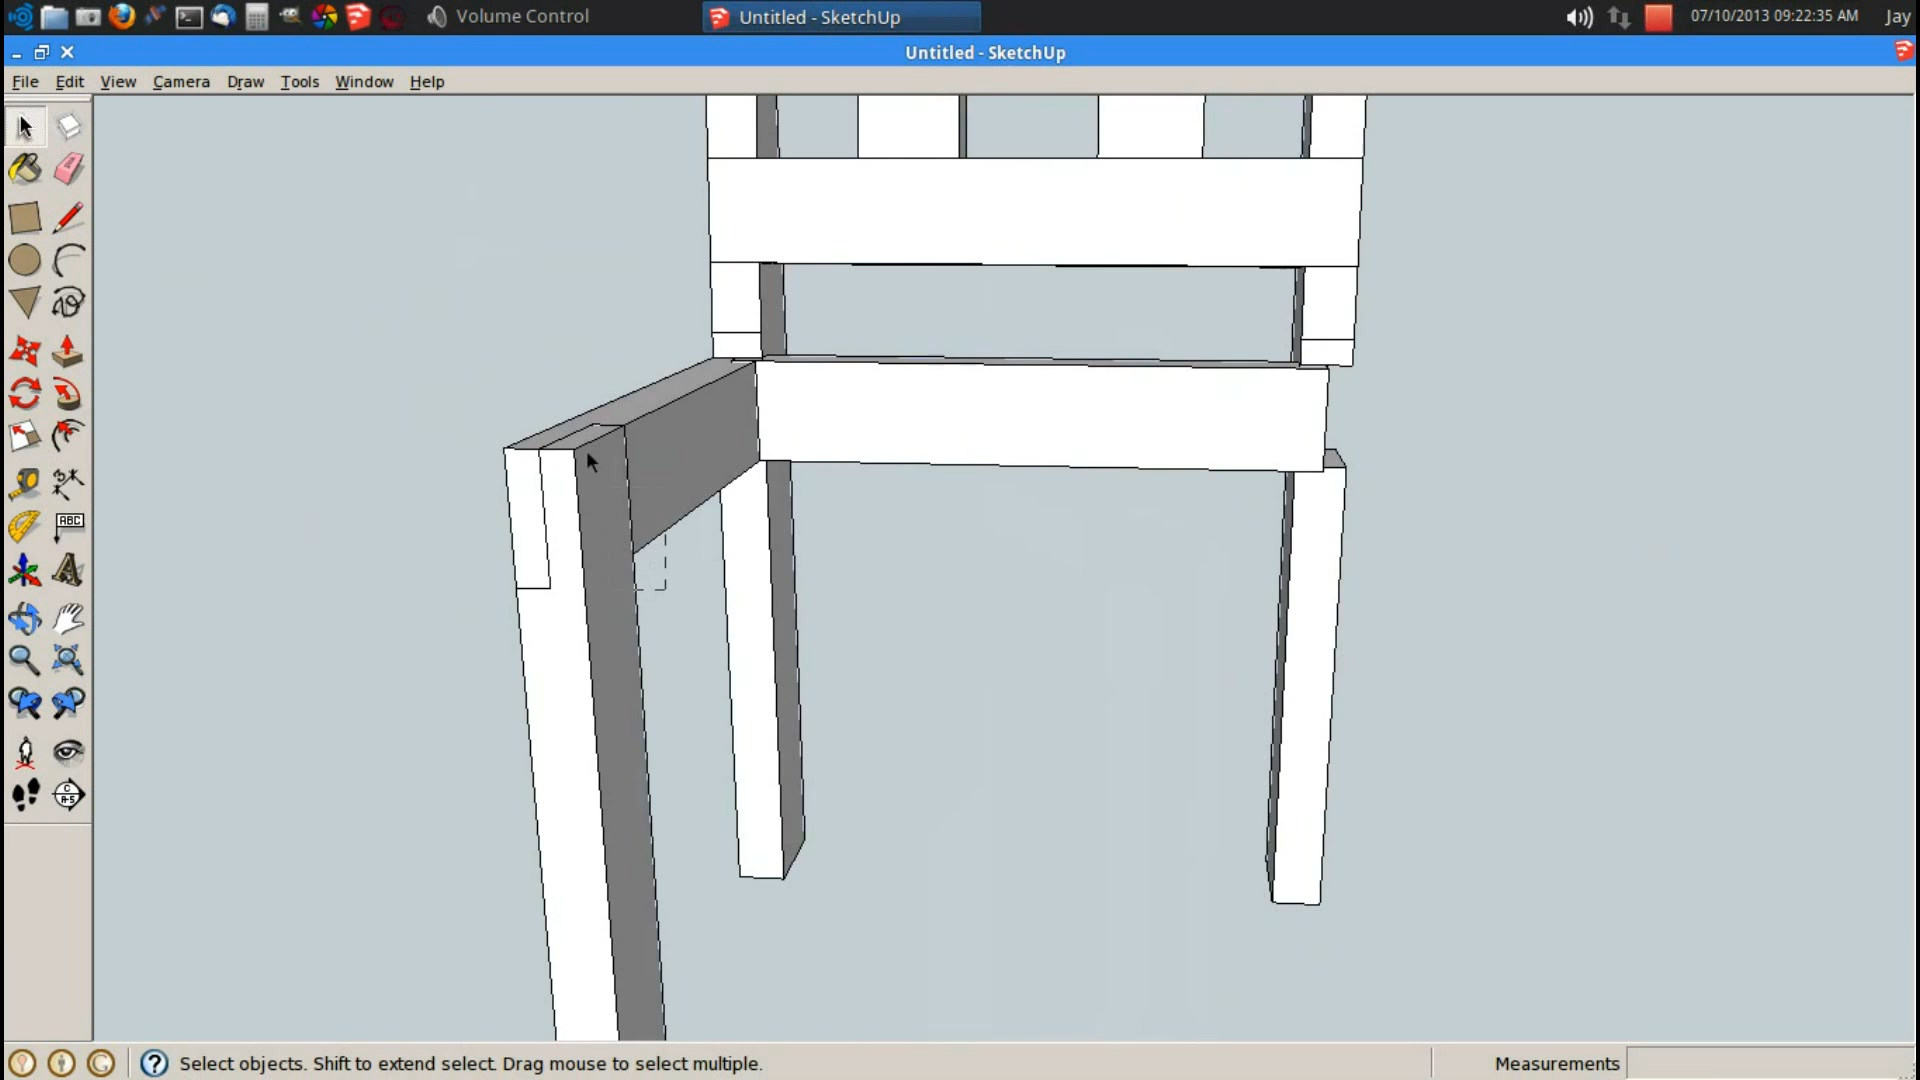 Volume Control
Untitled - SketchUp
07/10/2013 09:22:35 AM
Jay
Untitled - SketchUp
File Edit View Camera Draw Tools Window Help
ABC
A
C
A-5
G
? Select objects. Shift to extend select. Drag mouse to select multiple.
Measurements